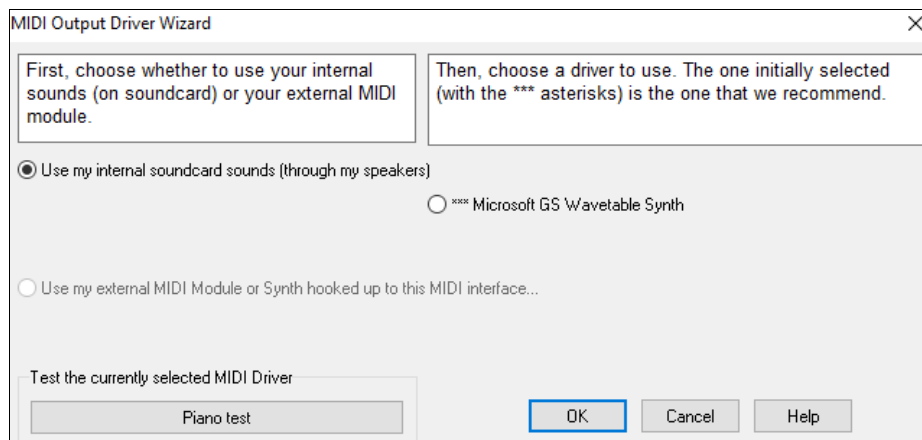 MIDI Output Driver Wizard
First, choose whether to use your internal
sounds (on soundcard) or your external MIDI
module.
Then, choose a driver to use. The one initially selected
(with the *** asterisks) is the one that we recommend.
Use my internal soundcard sounds (through my speakers)
*** Microsoft GS Wavetable Synth
Use my external MIDI Module or Synth hooked up to this MIDI interface...
Test the currently selected MIDI Driver
Piano test
OK
Cancel
Help